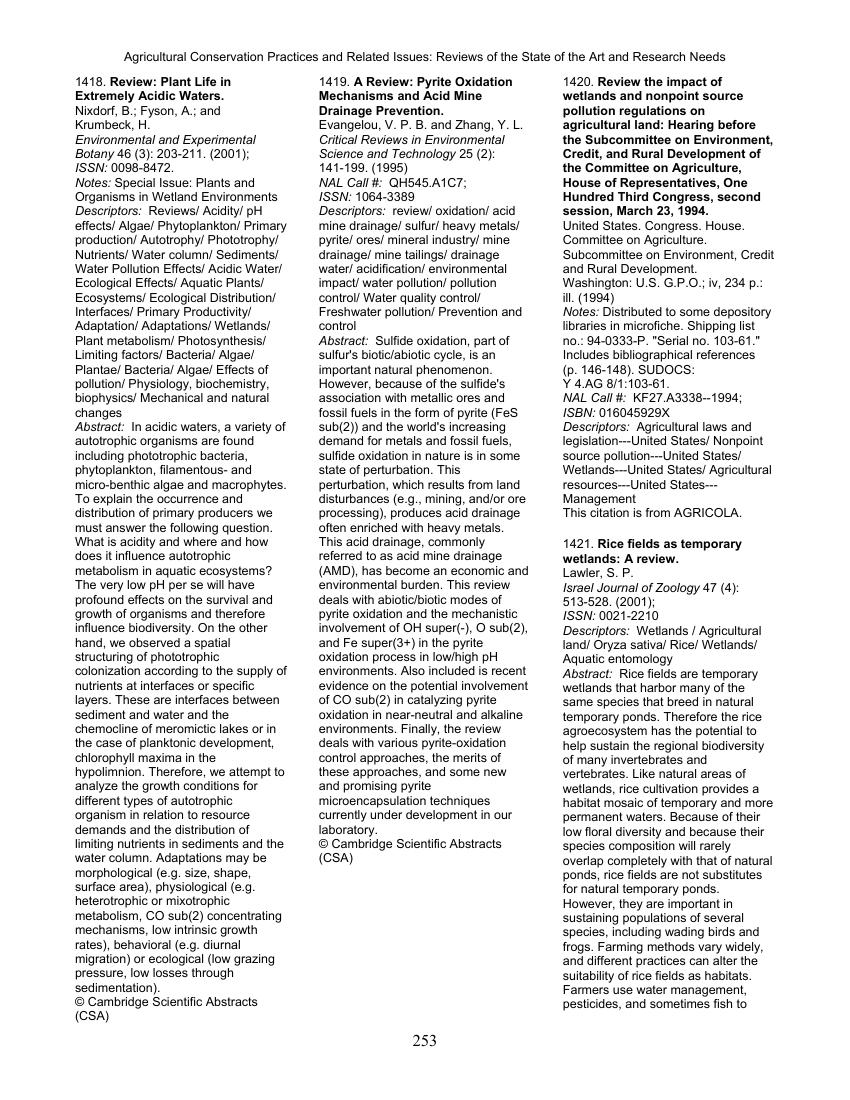 Agricultural Conservation Practices and Related Issues: Reviews of the State of the Art and Research Needs
1418. Review: Plant Life in
Extremely Acidic Waters.
Nixdorf, B.; Fyson, A.; and
Krumbeck, H.
Environmental and Experimental
Botany 46 (3): 203-211. (2001);
ISSN: 0098-8472.
Notes: Special Issue: Plants and
Organisms in Wetland Environments
Descriptors: Reviews/ Acidity/ pH
effects/ Algae/ Phytoplankton/ Primary
production/ Autotrophy/ Phototrophy/
Nutrients/ Water column/ Sediments/
Water Pollution Effects/ Acidic Water/
Ecological Effects/ Aquatic Plants/
Ecosystems/ Ecological Distribution/
Interfaces/ Primary Productivity/
Adaptation/ Adaptations/ Wetlands/
Plant metabolism/ Photosynthesis/
Limiting factors/ Bacteria/ Algae/
Plantae/ Bacteria/ Algae/ Effects of
pollution/ Physiology, biochemistry,
biophysics/ Mechanical and natural
changes
Abstract: In acidic waters, a variety of
autotrophic organisms are found
including phototrophic bacteria,
phytoplankton, filamentous- and
micro-benthic algae and macrophytes.
To explain the occurrence and
distribution of primary producers we
must answer the following question.
What is acidity and where and how
does it influence autotrophic
metabolism in aquatic ecosystems?
The very low pH per se will have
profound effects on the survival and
growth of organisms and therefore
influence biodiversity. On the other
hand, we observed a spatial
structuring of phototrophic
colonization according to the supply of
nutrients at interfaces or specific
layers. These are interfaces between
sediment and water and the
chemocline of meromictic lakes or in
the case of planktonic development,
chlorophyll maxima in the
hypolimnion. Therefore, we attempt to
analyze the growth conditions for
different types of autotrophic
organism in relation to resource
demands and the distribution of
limiting nutrients in sediments and the
water column. Adaptations may be
morphological (e.g. size, shape,
surface area), physiological (e.g.
heterotrophic or mixotrophic
metabolism, CO sub(2) concentrating
mechanisms, low intrinsic growth
rates), behavioral (e.g. diurnal
migration) or ecological (low grazing
pressure, low losses through
sedimentation).
© Cambridge Scientific Abstracts
(CSA)
1419. A Review: Pyrite Oxidation
Mechanisms and Acid Mine
Drainage Prevention.
Evangelou, V. P. B. and Zhang, Y. L.
Critical Reviews in Environmental
Science and Technology 25 (2):
141-199. (1995)
NAL Call #: QH545.A1C7;
ISSN: 1064-3389
Descriptors: review/ oxidation/ acid
mine drainage/ sulfur/ heavy metals/
pyrite/ ores/ mineral industry/ mine
drainage/ mine tailings/ drainage
water/ acidification/ environmental
impact/ water pollution/ pollution
control/ Water quality control/
Freshwater pollution/ Prevention and
control
Abstract: Sulfide oxidation, part of
sulfur's biotic/abiotic cycle, is an
important natural phenomenon.
However, because of the sulfide's
association with metallic ores and
fossil fuels in the form of pyrite (FeS
sub(2)) and the world's increasing
demand for metals and fossil fuels,
sulfide oxidation in nature is in some
state of perturbation. This
perturbation, which results from land
disturbances (e.g., mining, and/or ore
processing), produces acid drainage
often enriched with heavy metals.
This acid drainage, commonly
referred to as acid mine drainage
(AMD), has become an economic and
environmental burden. This review
deals with abiotic/biotic modes of
pyrite oxidation and the mechanistic
involvement of OH super(-), O sub(2),
and Fe super(3+) in the pyrite
oxidation process in low/high pH
environments. Also included is recent
evidence on the potential involvement
of CO sub(2) in catalyzing pyrite
oxidation in near-neutral and alkaline
environments. Finally, the review
deals with various pyrite-oxidation
control approaches, the merits of
these approaches, and some new
and promising pyrite
microencapsulation techniques
currently under development in our
laboratory.
© Cambridge Scientific Abstracts
(CSA)
1420. Review the impact of
wetlands and nonpoint source
pollution regulations on
agricultural land: Hearing before
the Subcommittee on Environment,
Credit, and Rural Development of
the Committee on Agriculture,
House of Representatives, One
Hundred Third Congress, second
session, March 23, 1994.
United States. Congress. House.
Committee on Agriculture.
Subcommittee on Environment, Credit
and Rural Development.
Washington: U.S. G.P.O.; iv, 234 p.:
ill. (1994)
Notes: Distributed to some depository
libraries in microfiche. Shipping list
no.: 94-0333-P. "Serial no. 103-61."
Includes bibliographical references
(p. 146-148). SUDOCS:
Y 4.AG 8/1:103-61.
NAL Call #: KF27.A3338--1994;
ISBN: 016045929X
Descriptors: Agricultural laws and
legislation---United States/ Nonpoint
source pollution---United States/
Wetlands---United States/ Agricultural
resources---United States---
Management
This citation is from AGRICOLA.
1421. Rice fields as temporary
wetlands: A review.
Lawler, S. P.
Israel Journal of Zoology 47 (4):
513-528. (2001);
ISSN: 0021-2210
Descriptors: Wetlands / Agricultural
land/ Oryza sativa/ Rice/ Wetlands/
Aquatic entomology
Abstract: Rice fields are temporary
wetlands that harbor many of the
same species that breed in natural
temporary ponds. Therefore the rice
agroecosystem has the potential to
help sustain the regional biodiversity
of many invertebrates and
vertebrates. Like natural areas of
wetlands, rice cultivation provides a
habitat mosaic of temporary and more
permanent waters. Because of their
low floral diversity and because their
species composition will rarely
overlap completely with that of natural
ponds, rice fields are not substitutes
for natural temporary ponds.
However, they are important in
sustaining populations of several
species, including wading birds and
frogs. Farming methods vary widely,
and different practices can alter the
suitability of rice fields as habitats.
Farmers use water management,
pesticides, and sometimes fish to
253